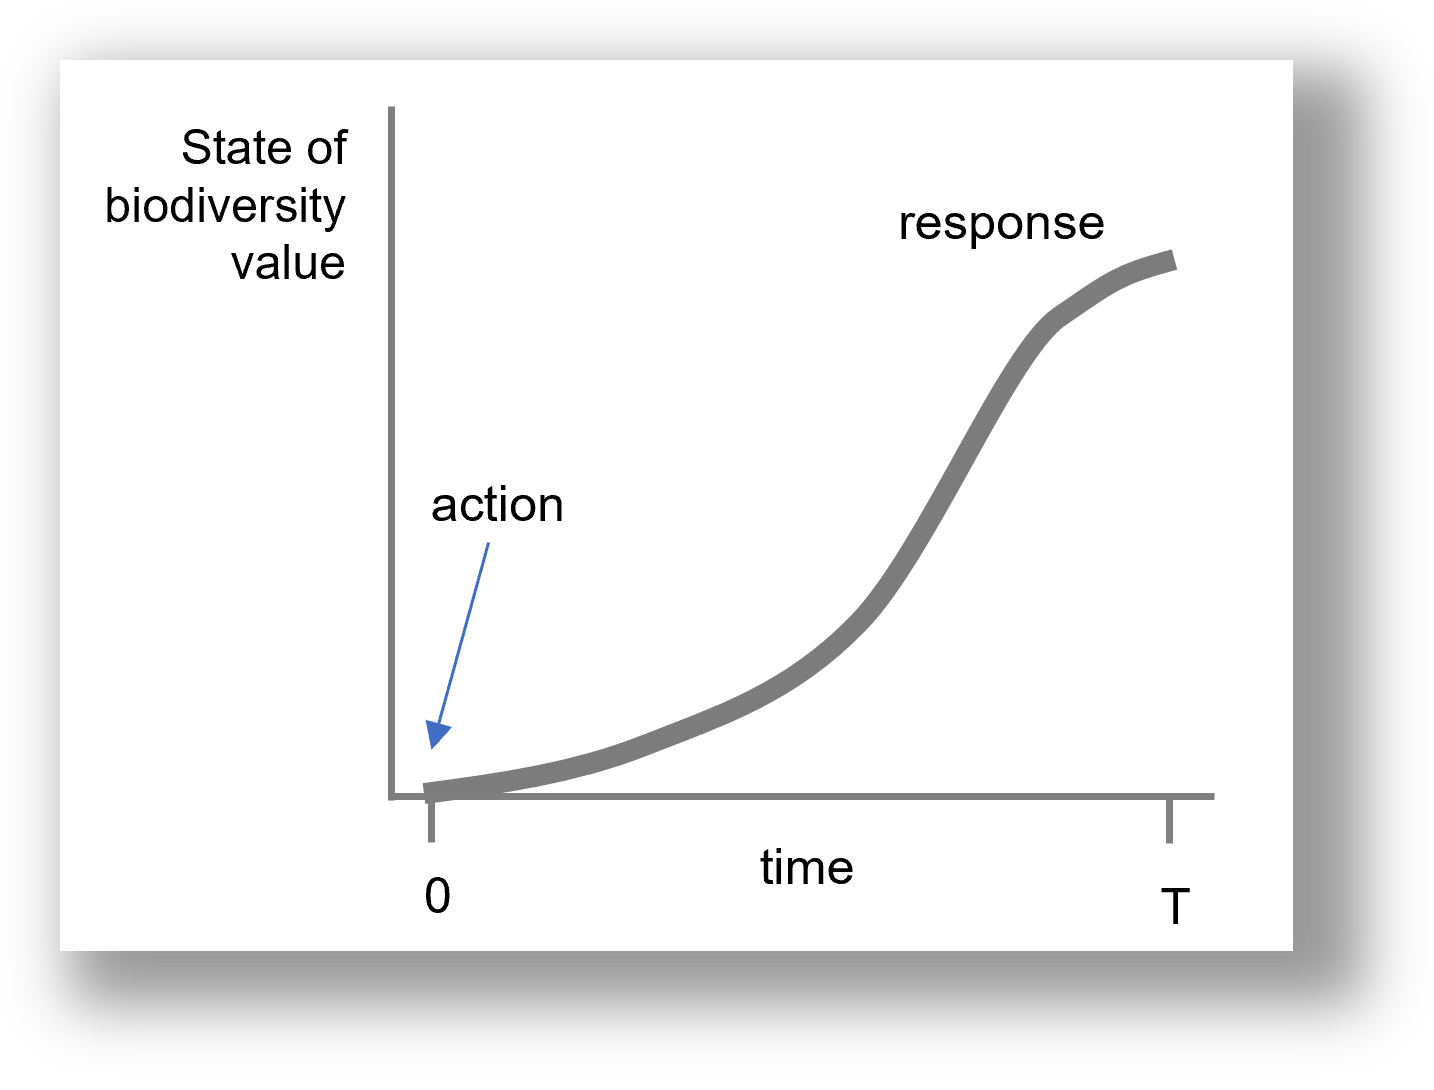 State of
biodiversity
value
response
action
time
0
T